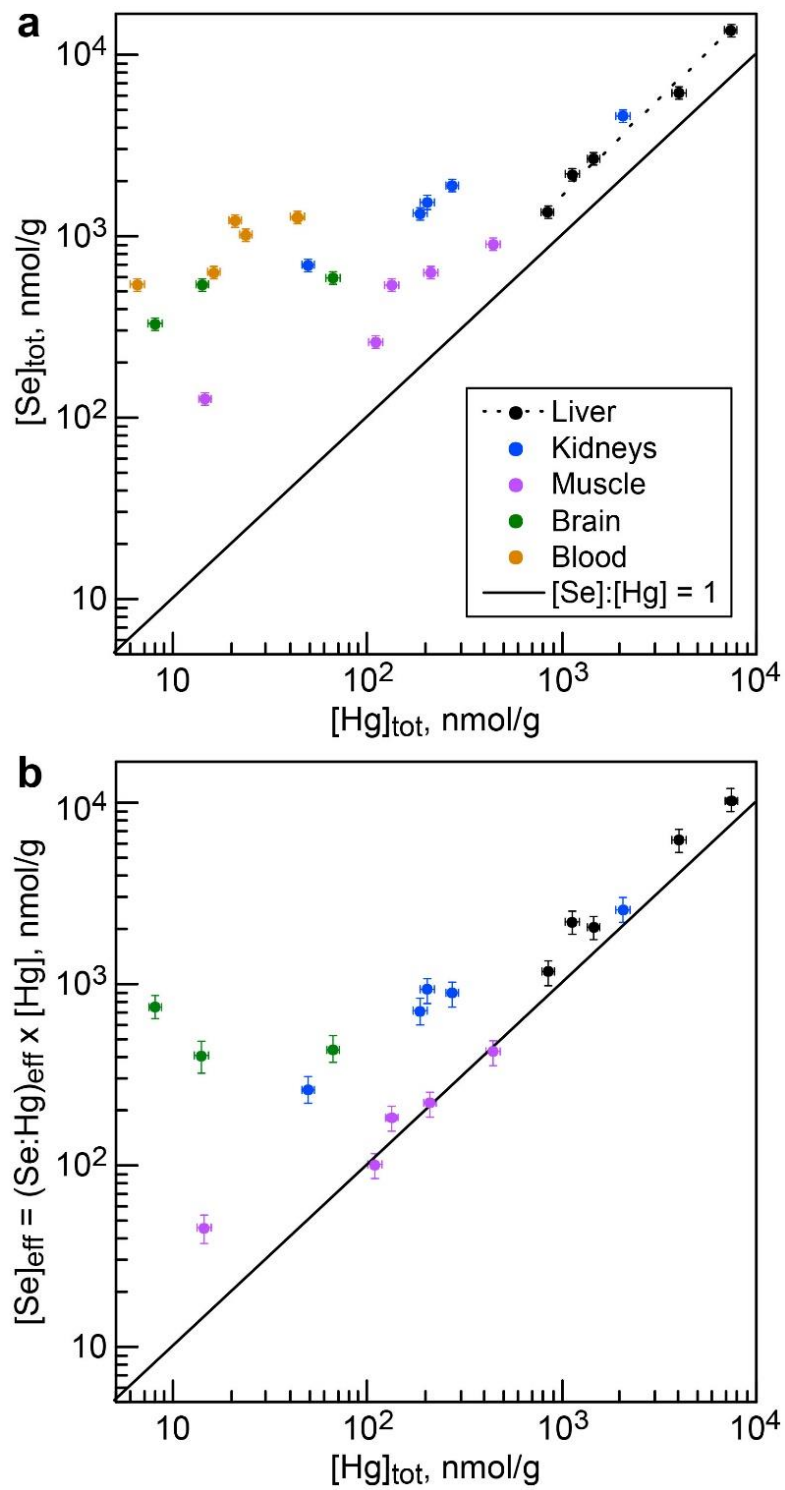 a
10⁴
10³
10²
10
[Se]tot, nmol/g
Liver
Kidneys
Muscle
Brain
Blood
[Se]:[Hg] = 1
10 10² 10³ 10⁴
[Hg]tot, nmol/g
b
10⁴
10³
10²
10
[Se]eff = (Se:Hg)eff x [Hg], nmol/g
10 10² 10³ 10⁴
[Hg]tot, nmol/g